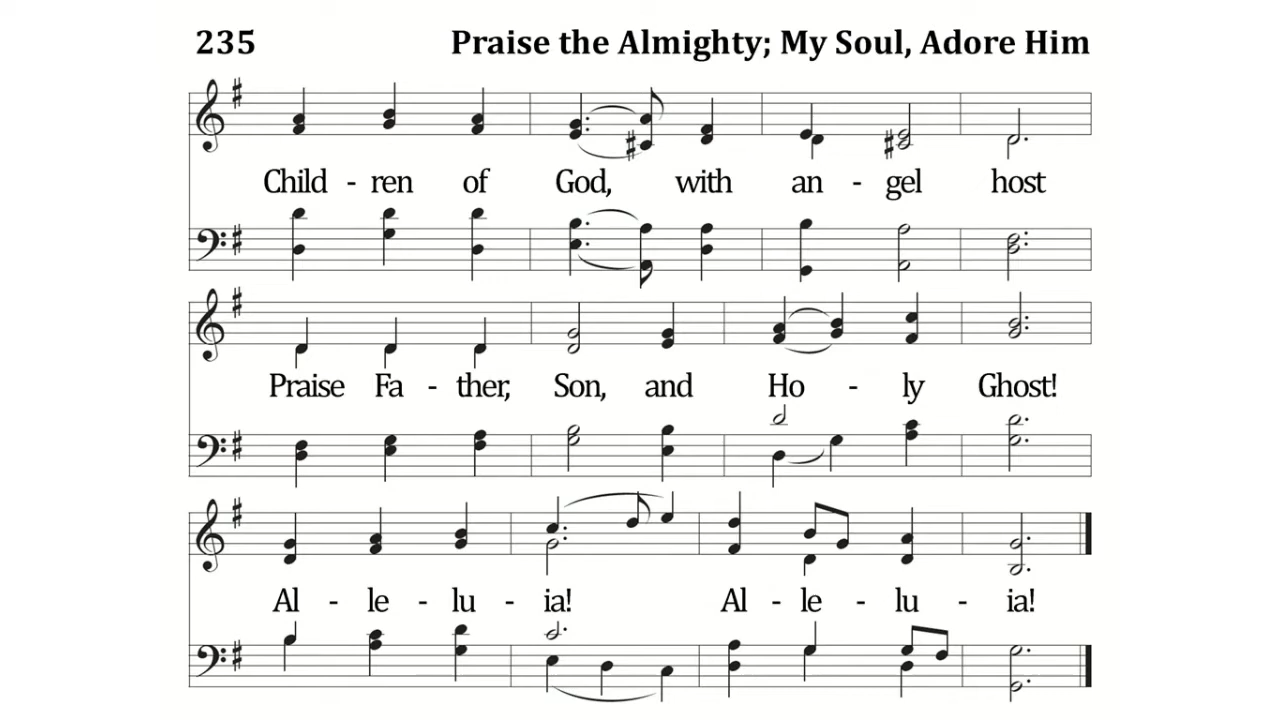 235 Praise the Almighty; My Soul, Adore Him
Child - ren of God, with an - gel host
Praise Fa - ther, Son, and Ho - ly Ghost!
Al - le - lu - ia! Al - le - lu - ia!